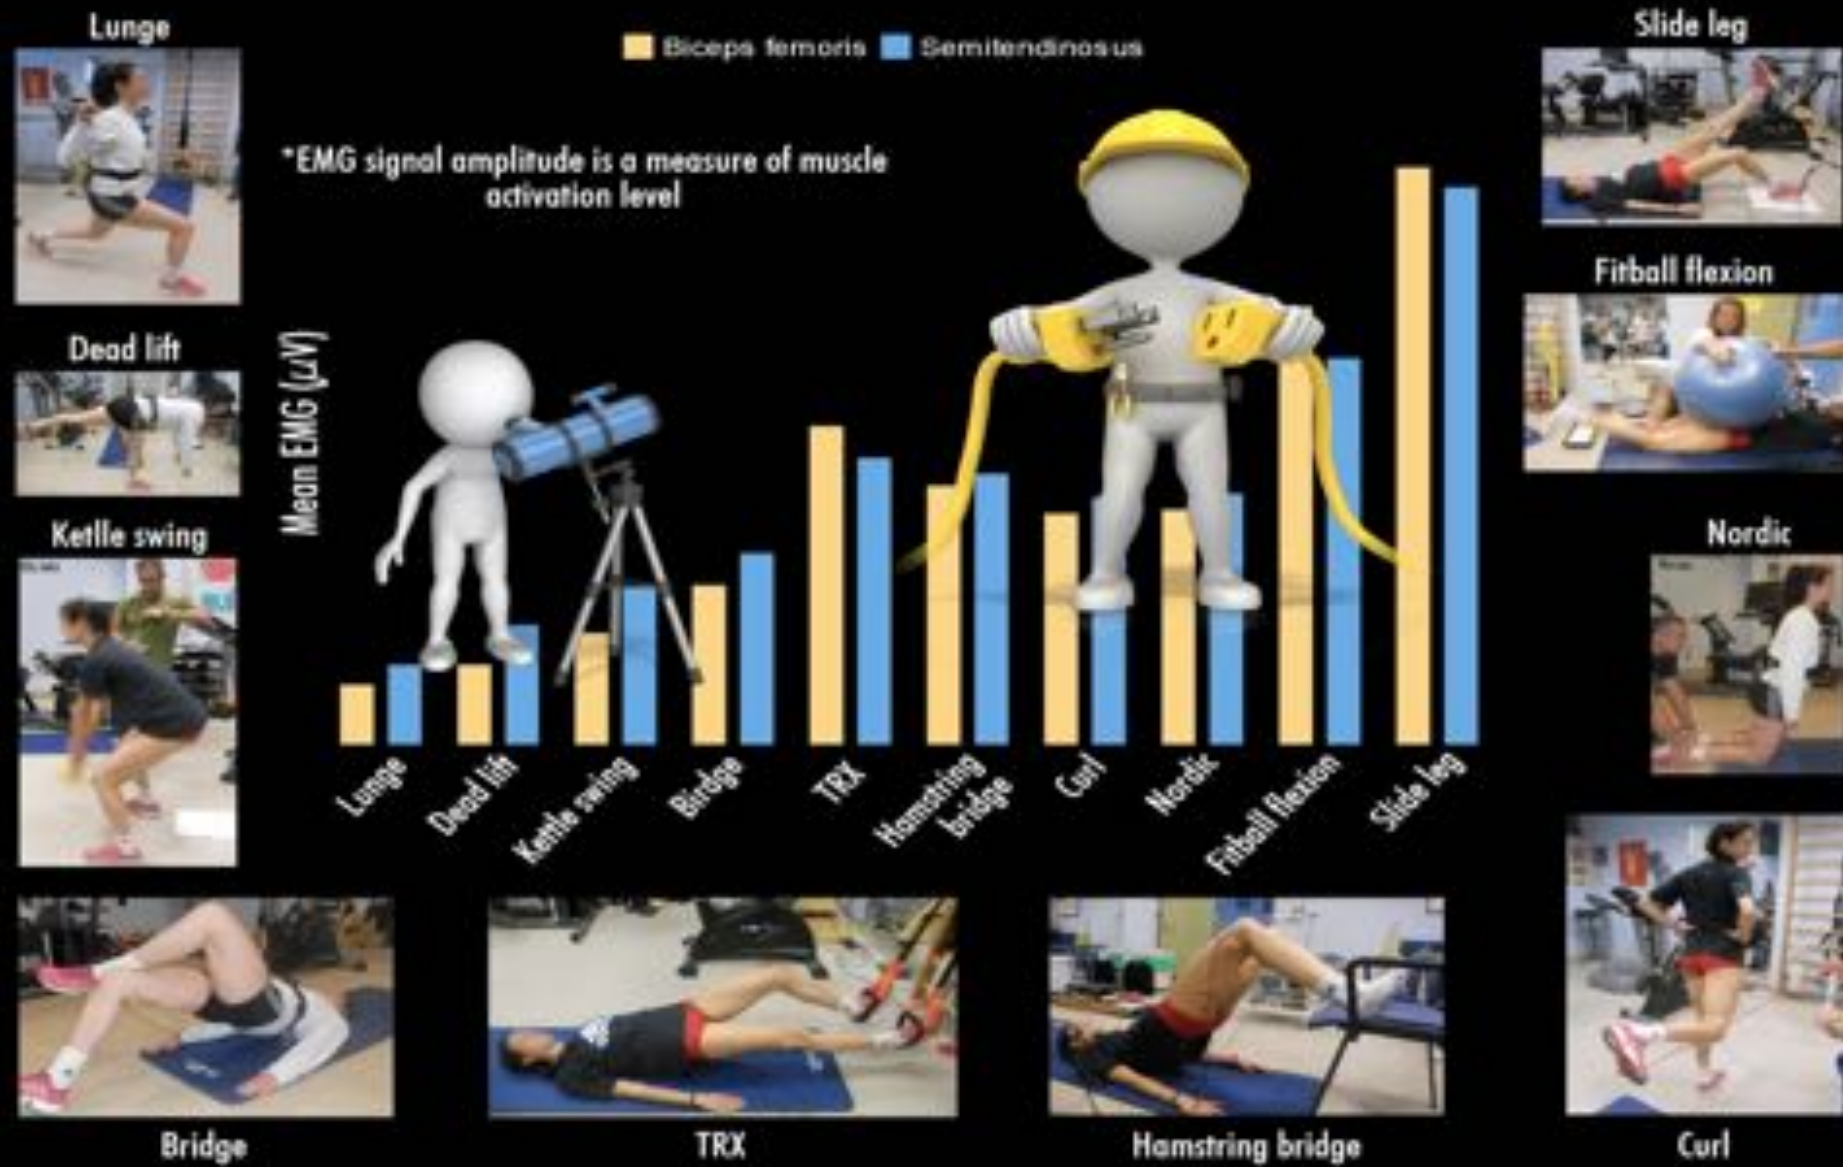 Lunge
Slide leg
Biceps femoris
Semitendinosus
*EMG signal amplitude is a measure of muscle
activation level
Fitball flexion
Dead lift
Mean EMG (μV)
Ketlle swing
Nordic
Lunge
Dead lift
Kettle swing
Birdge
TRX
Hamstring
bridge
Curl
Nordic
Fitball flexion
Slide leg
Bridge
TRX
Hamstring bridge
Curl